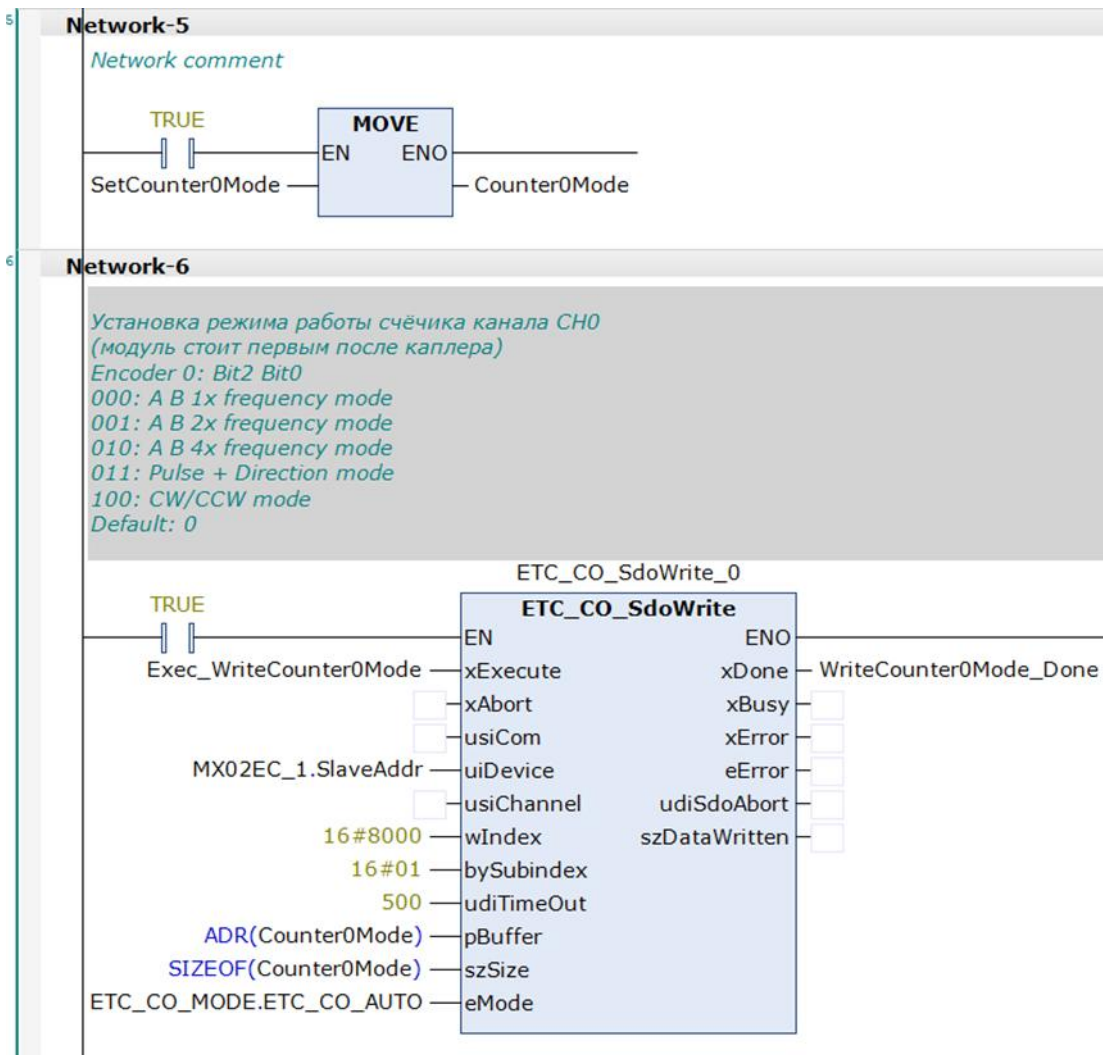 5
Network-5
Network comment
TRUE
MOVE
EN ENO
SetCounter0Mode Counter0Mode
6
Network-6
Установка режима работы счёчика канала CH0
(модуль стоит первым после каплера)
Encoder 0: Bit2 Bit0
000: A B 1x frequency mode
001: A B 2x frequency mode
010: A B 4x frequency mode
011: Pulse + Direction mode
100: CW/CCW mode
Default: 0
ETC_CO_SdoWrite_0
TRUE
ETC_CO_SdoWrite
EN ENO
Exec_WriteCounter0Mode xExecute xDone WriteCounter0Mode_Done
xAbort xBusy
usiCom xError
MX02EC_1.SlaveAddr uiDevice eError
usiChannel udiSdoAbort
16#8000 wIndex szDataWritten
16#01 bySubindex
500 udiTimeOut
ADR(Counter0Mode) pBuffer
SIZEOF(Counter0Mode) szSize
ETC_CO_MODE.ETC_CO_AUTO eMode